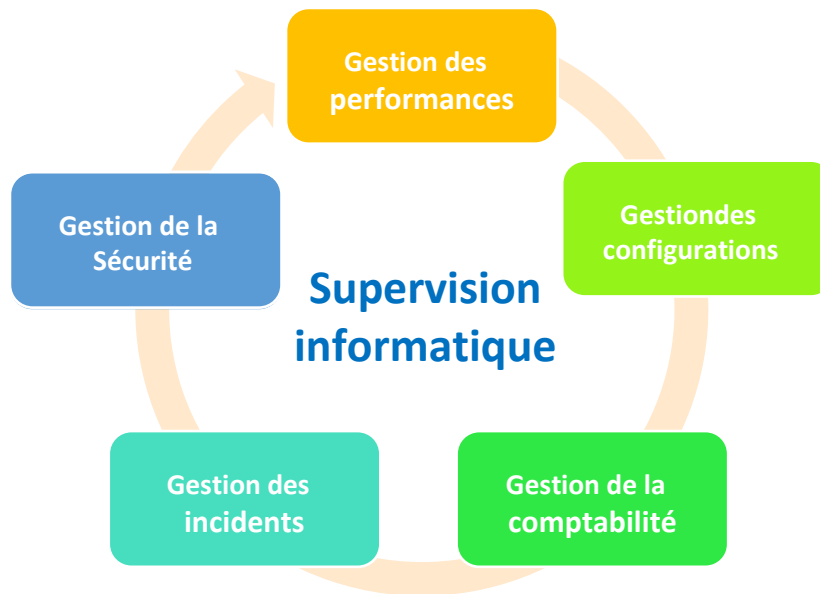 Gestion des
performances
Gestiondes
configurations
Gestion de la
Sécurité
Supervision
informatique
Gestion des
incidents
Gestion de la
comptabilité